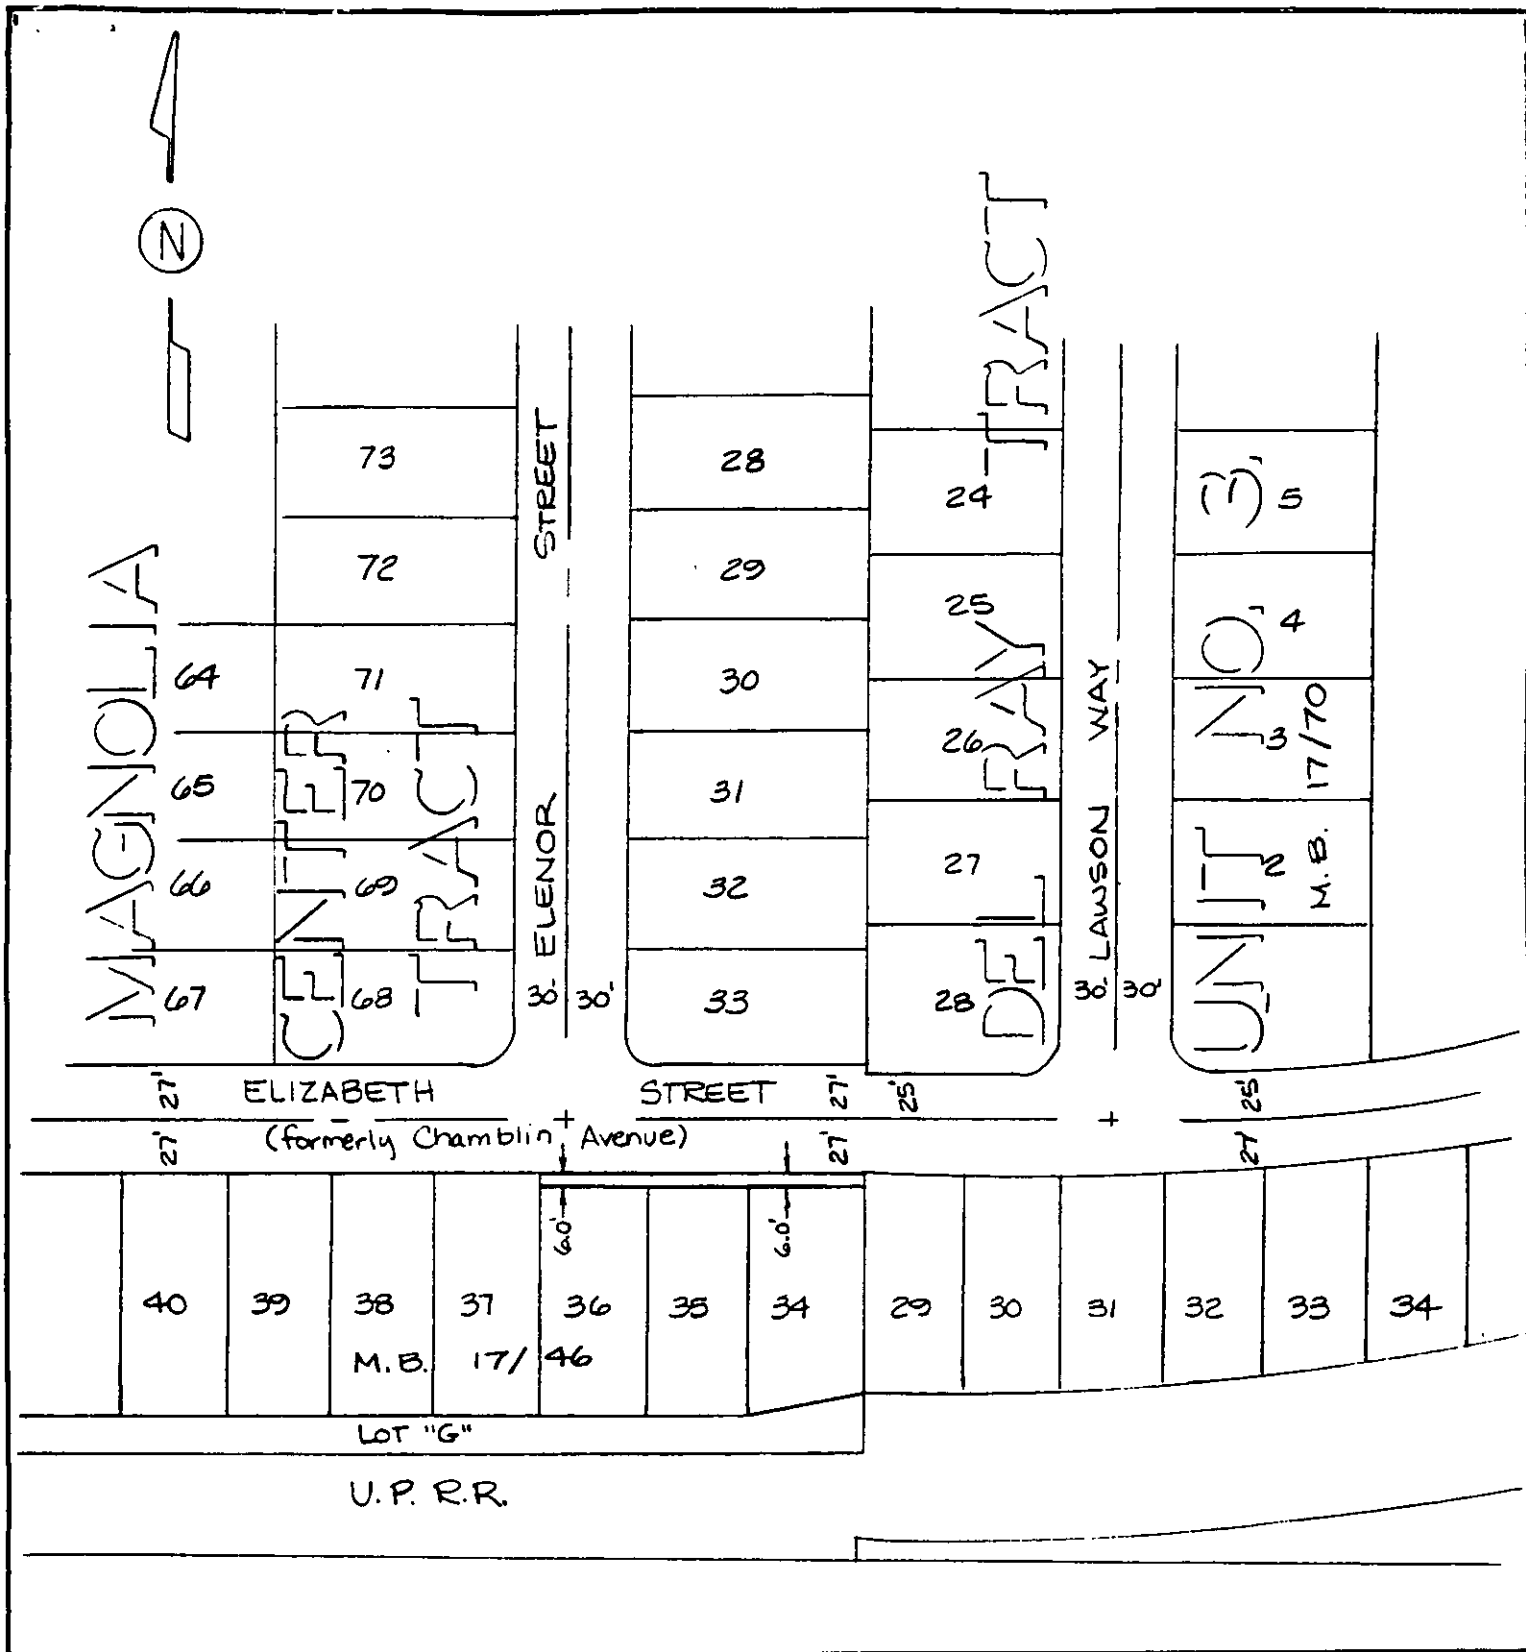 N
MAGNOLIA
CENTER
TRACT
DEL RAY TRACT
UNIT NO. 3,
M.B. 17/70
73
72
71
70
69
68
64
65
66
67
ELENOR STREET
30' 30'
28
29
30
31
32
33
24
25
26
27
28
LAWSON WAY
30' 30'
5
4
3
2
1
27' ELIZABETH STREET 27' 25' 25'
27' (formerly Chamblin Avenue) 27' 27'
6.0' 6.0'
40 39 38 37 36 35 34 29 30 31 32 33 34
M.B. 17/46
LOT "G"
U.P. R.R.